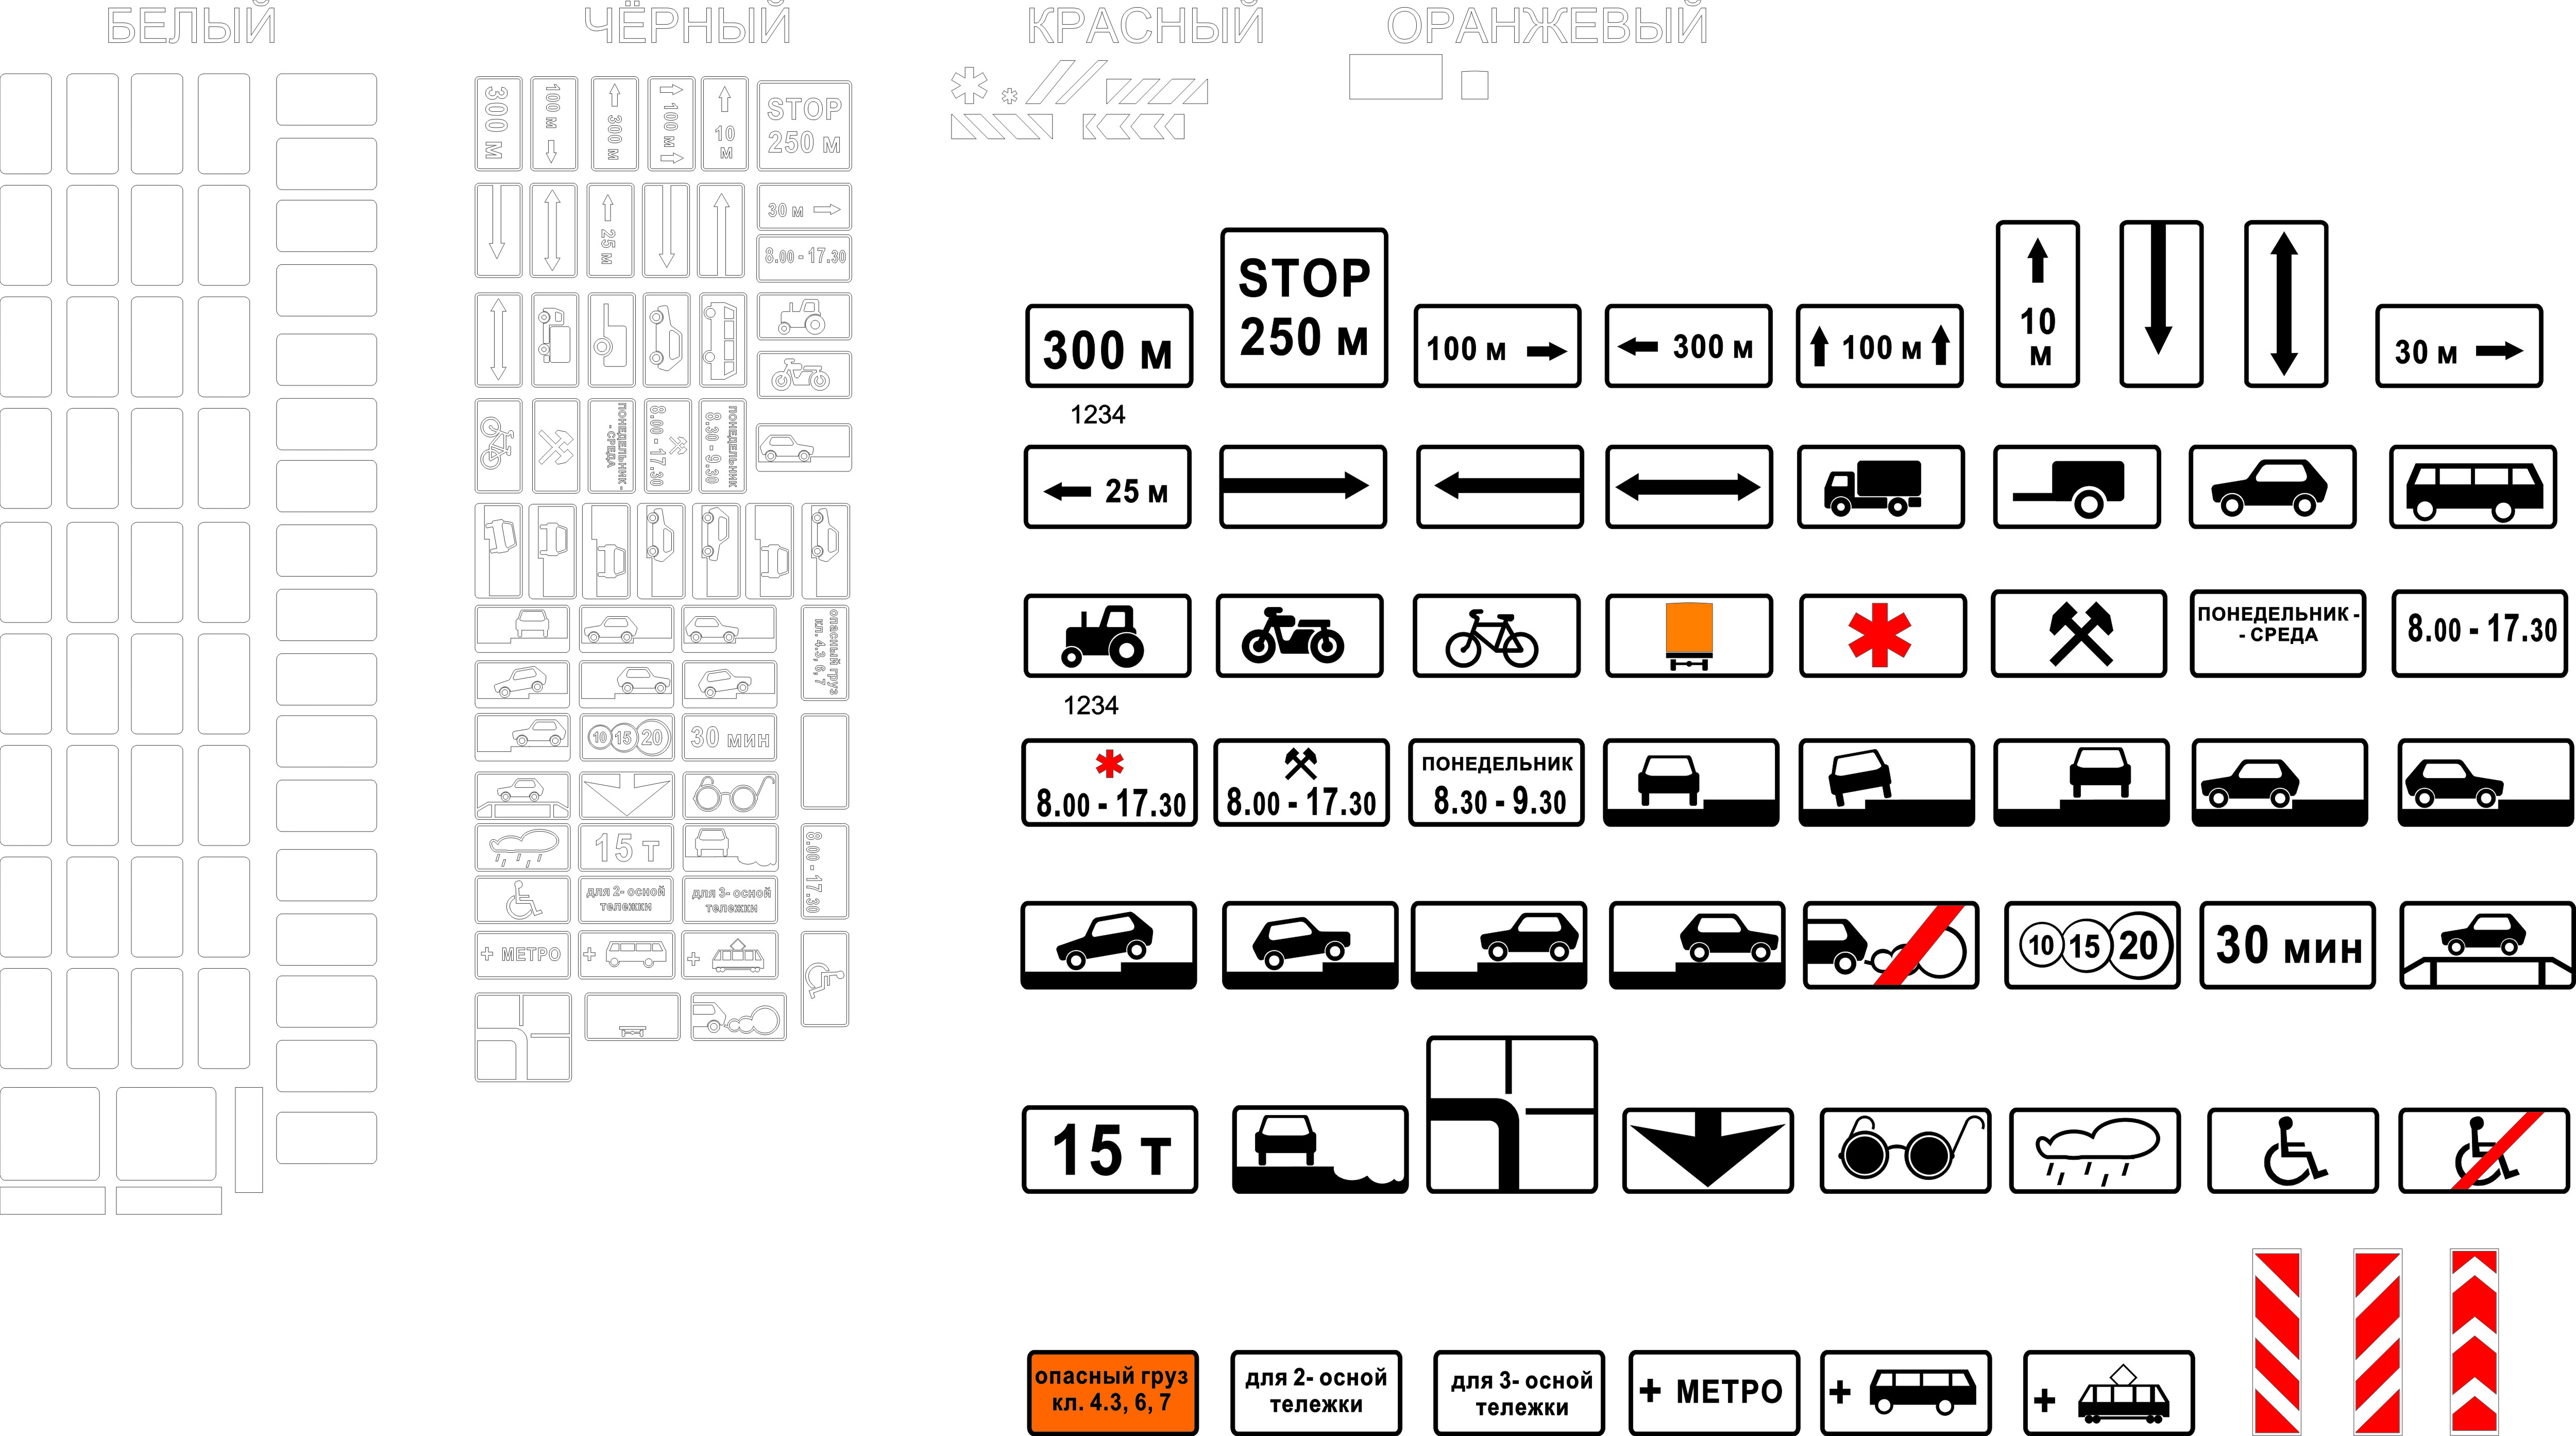 БЕЛЫЙ
ЧЁРНЫЙ
КРАСНЫЙ
ОРАНЖЕВЫЙ
300 м
100 м
300 м
100 м
10
м
STOP
250 м
25 м
30 м
8.00 - 17.30
ПОНЕДЕЛЬНИК -
- СРЕДА
8.00 - 17.30
ПОНЕДЕЛЬНИК
8.30 - 9.30
опасный груз
кл. 4.3, 6, 7
10 15 20
30 мин
15 т
8.00 - 17.30
для 2- осной
тележки
для 3- осной
тележки
+ МЕТРО
+
+
300 м
STOP
250 м
100 м
300 м
100 м
10
м
30 м
1234
25 м
ПОНЕДЕЛЬНИК -
- СРЕДА
8.00 - 17.30
1234
8.00 - 17.30
8.00 - 17.30
ПОНЕДЕЛЬНИК
8.30 - 9.30
10 15 20
30 мин
15 т
опасный груз
кл. 4.3, 6, 7
для 2- осной
тележки
для 3- осной
тележки
+ МЕТРО
+
+